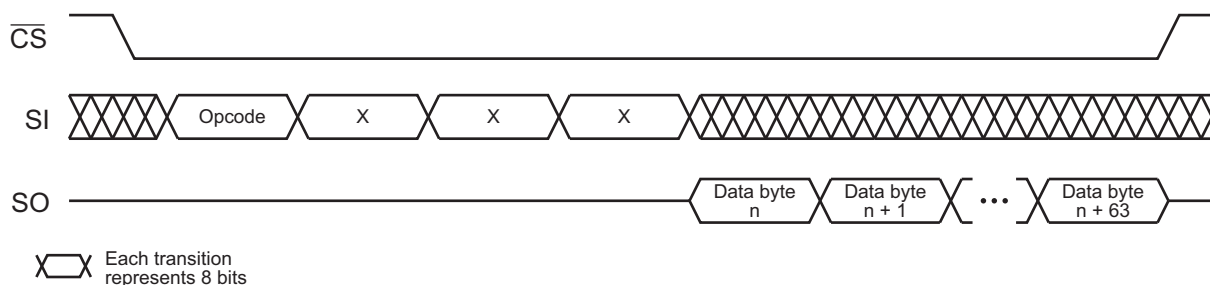 CS
SI
Opcode
X
X
X
SO
Data byte
n
Data byte
n + 1
•••
Data byte
n + 63
Each transition
represents 8 bits